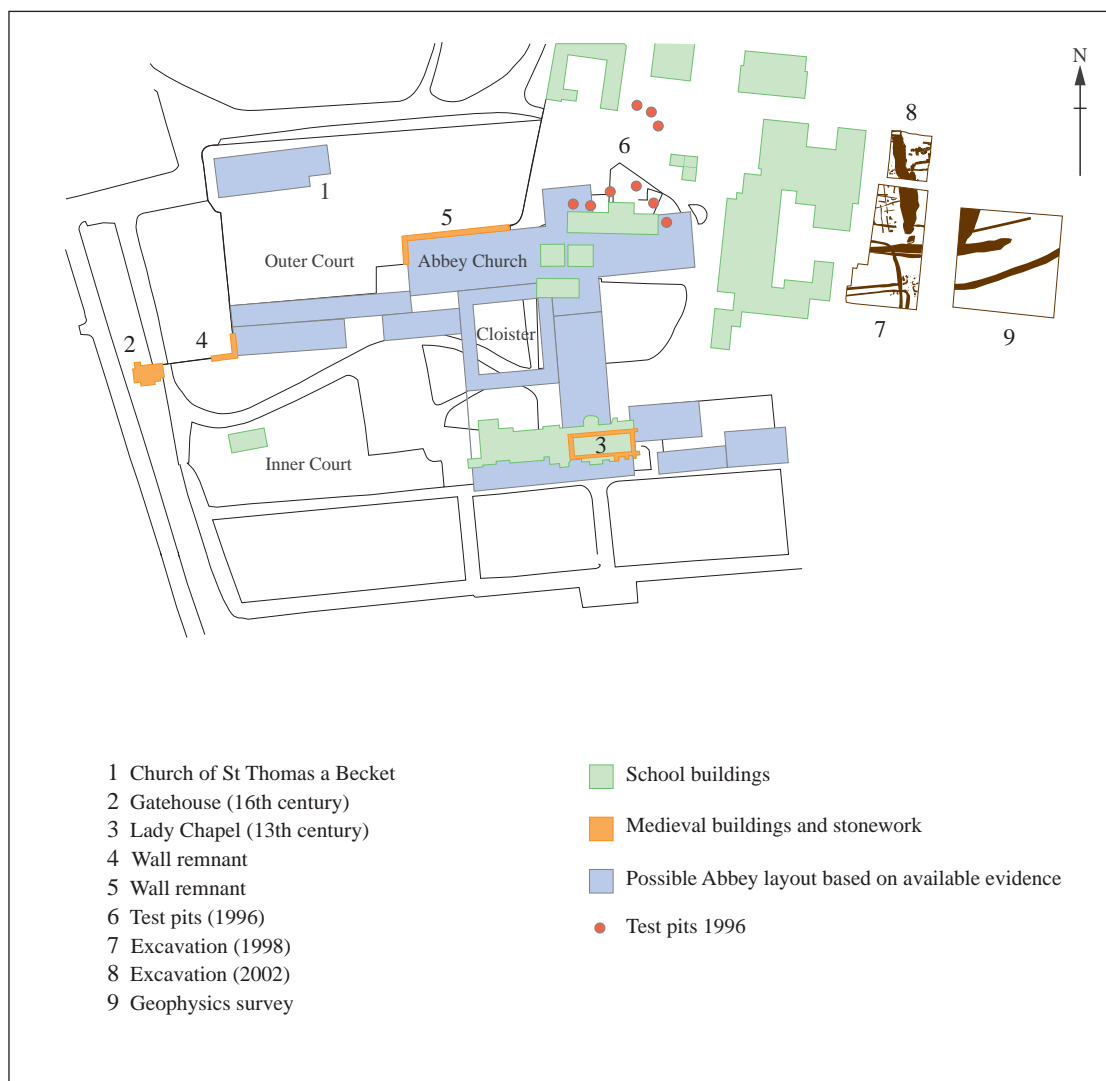 N
8
6
1
5
Outer Court
Abbey Church
2
4
Cloister
7
9
3
Inner Court
1 Church of St Thomas a Becket
2 Gatehouse (16th century)
3 Lady Chapel (13th century)
4 Wall remnant
5 Wall remnant
6 Test pits (1996)
7 Excavation (1998)
8 Excavation (2002)
9 Geophysics survey
School buildings
Medieval buildings and stonework
Possible Abbey layout based on available evidence
Test pits 1996